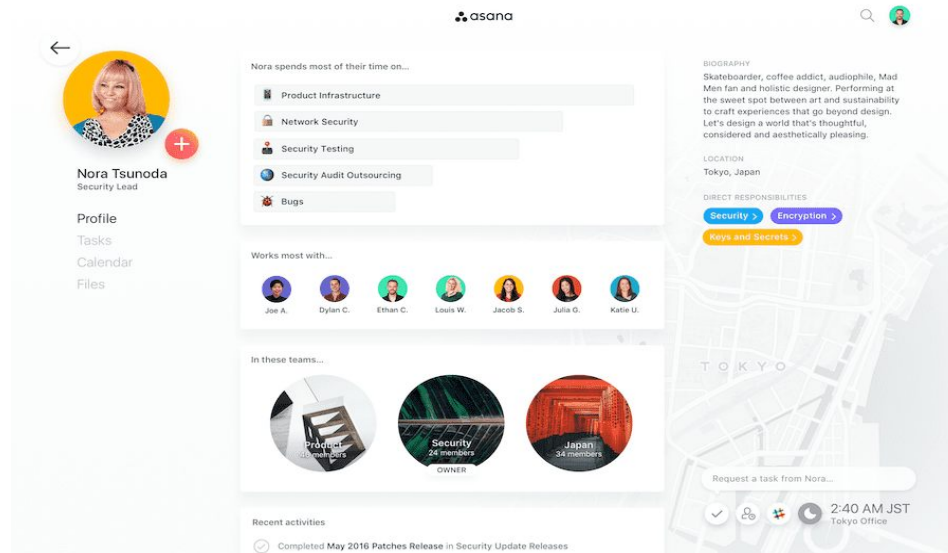 asana
Nora Tsunoda
Security Lead
Profile
Tasks
Calendar
Files
Nora spends most of their time on...
Product Infrastructure
Network Security
Security Testing
Security Audit Outsourcing
Bugs
Works most with...
Joe A.
Dylan C.
Ethan C.
Louis W.
Jacob S.
Julia G.
Katie U.
In these teams...
Product
46 members
Security
24 members
OWNER
Japan
34 members
Recent activities
Completed May 2016 Patches Release in Security Update Releases
BIOGRAPHY
Skateboarder, coffee addict, audiophile, Mad
Men fan and holistic designer. Performing at
the sweet spot between art and sustainability
to craft experiences that go beyond design.
Let's design a world that's thoughtful,
considered and aesthetically pleasing.
LOCATION
Tokyo, Japan
DIRECT RESPONSIBILITIES
Security >
Encryption >
Keys and Secrets >
TOKYO
Request a task from Nora...
2:40 AM JST
Tokyo Office